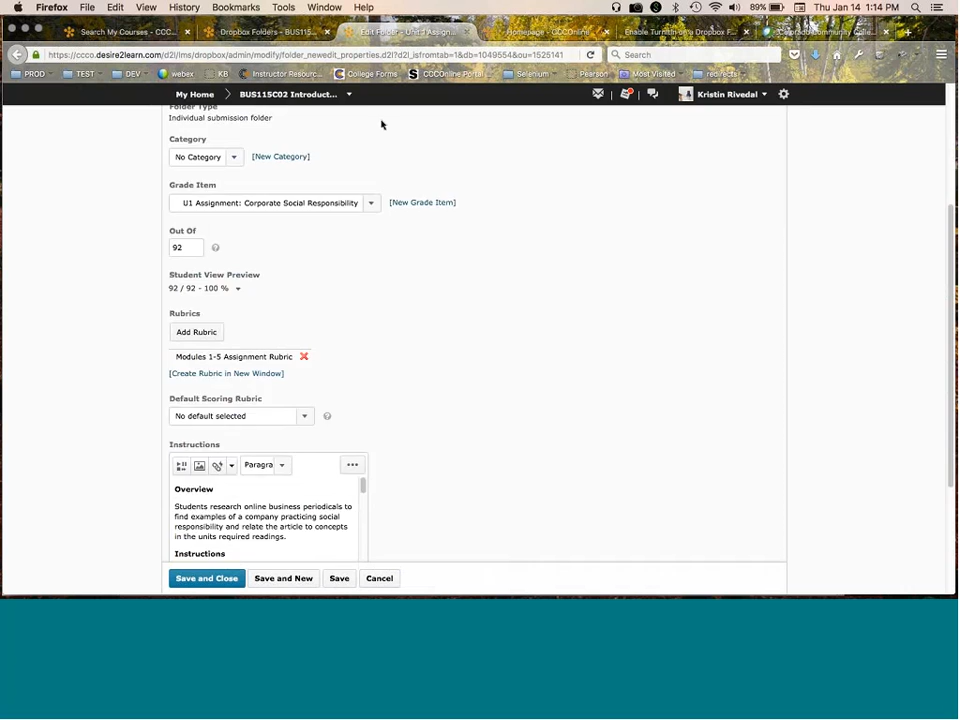 Firefox File Edit View History Bookmarks Tools Window Help 89% Thu Jan 14 1:14 PM
Search My Courses - CCC... Dropbox Folders - BUS115... Edit Folder - Unit 1 Assign... Homepage - CCCOnline Enable Turnitin on a Dropbox F... Colorado Community Colle...
https://ccco.desire2learn.com/d2l/lms/dropbox/admin/modify/folder_newedit_properties.d2l?d2l_isfromtab=1&db=1049554&ou=1525141 Search
PROD TEST DEV webex KB Instructor Resourc... College Forms CCCOnline Portal... Selenium Pearson Most Visited redirects
My Home BUS115C02 Introduct... Kristin Rivedal
Folder Type
Individual submission folder
Category
No Category [New Category]
Grade Item
U1 Assignment: Corporate Social Responsibility [New Grade Item]
Out Of
92
Student View Preview
92 / 92 - 100 %
Rubrics
Add Rubric
Modules 1-5 Assignment Rubric
[Create Rubric in New Window]
Default Scoring Rubric
No default selected
Instructions
Paragra
Overview
Students research online business periodicals to
find examples of a company practicing social
responsibility and relate the article to concepts
in the units required readings.
Instructions
Save and Close Save and New Save Cancel